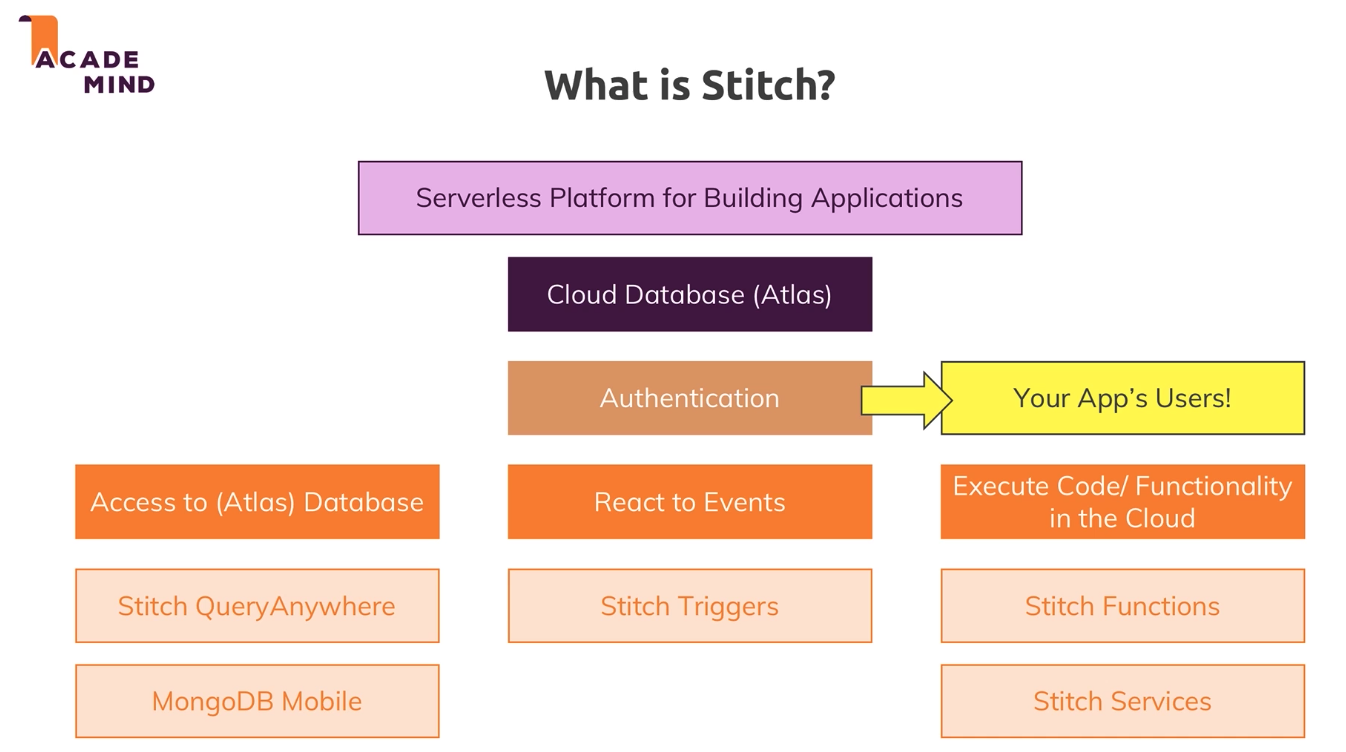 ACADE
MIND
What is Stitch?
Serverless Platform for Building Applications
Cloud Database (Atlas)
Authentication
Your App's Users!
Access to (Atlas) Database
React to Events
Execute Code/ Functionality
in the Cloud
Stitch QueryAnywhere
Stitch Triggers
Stitch Functions
MongoDB Mobile
Stitch Services